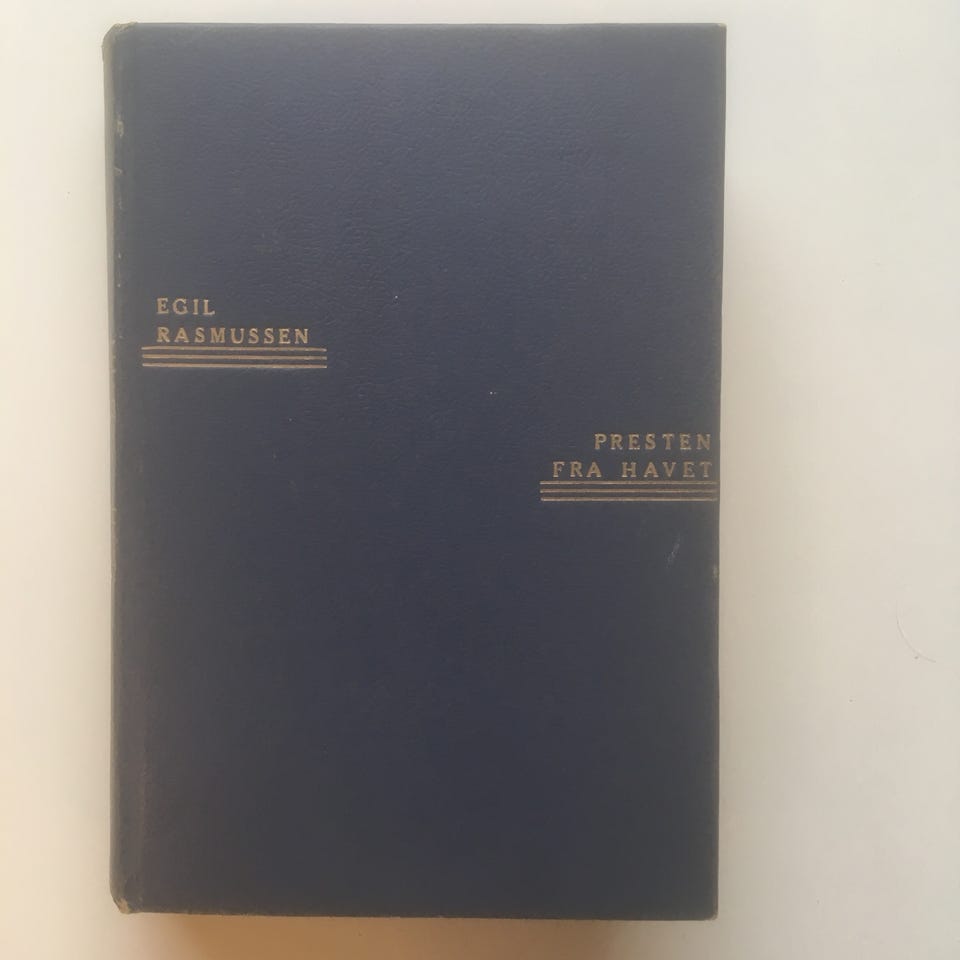 EGIL
RASMUSSEN
PRESTEN
FRA HAVET